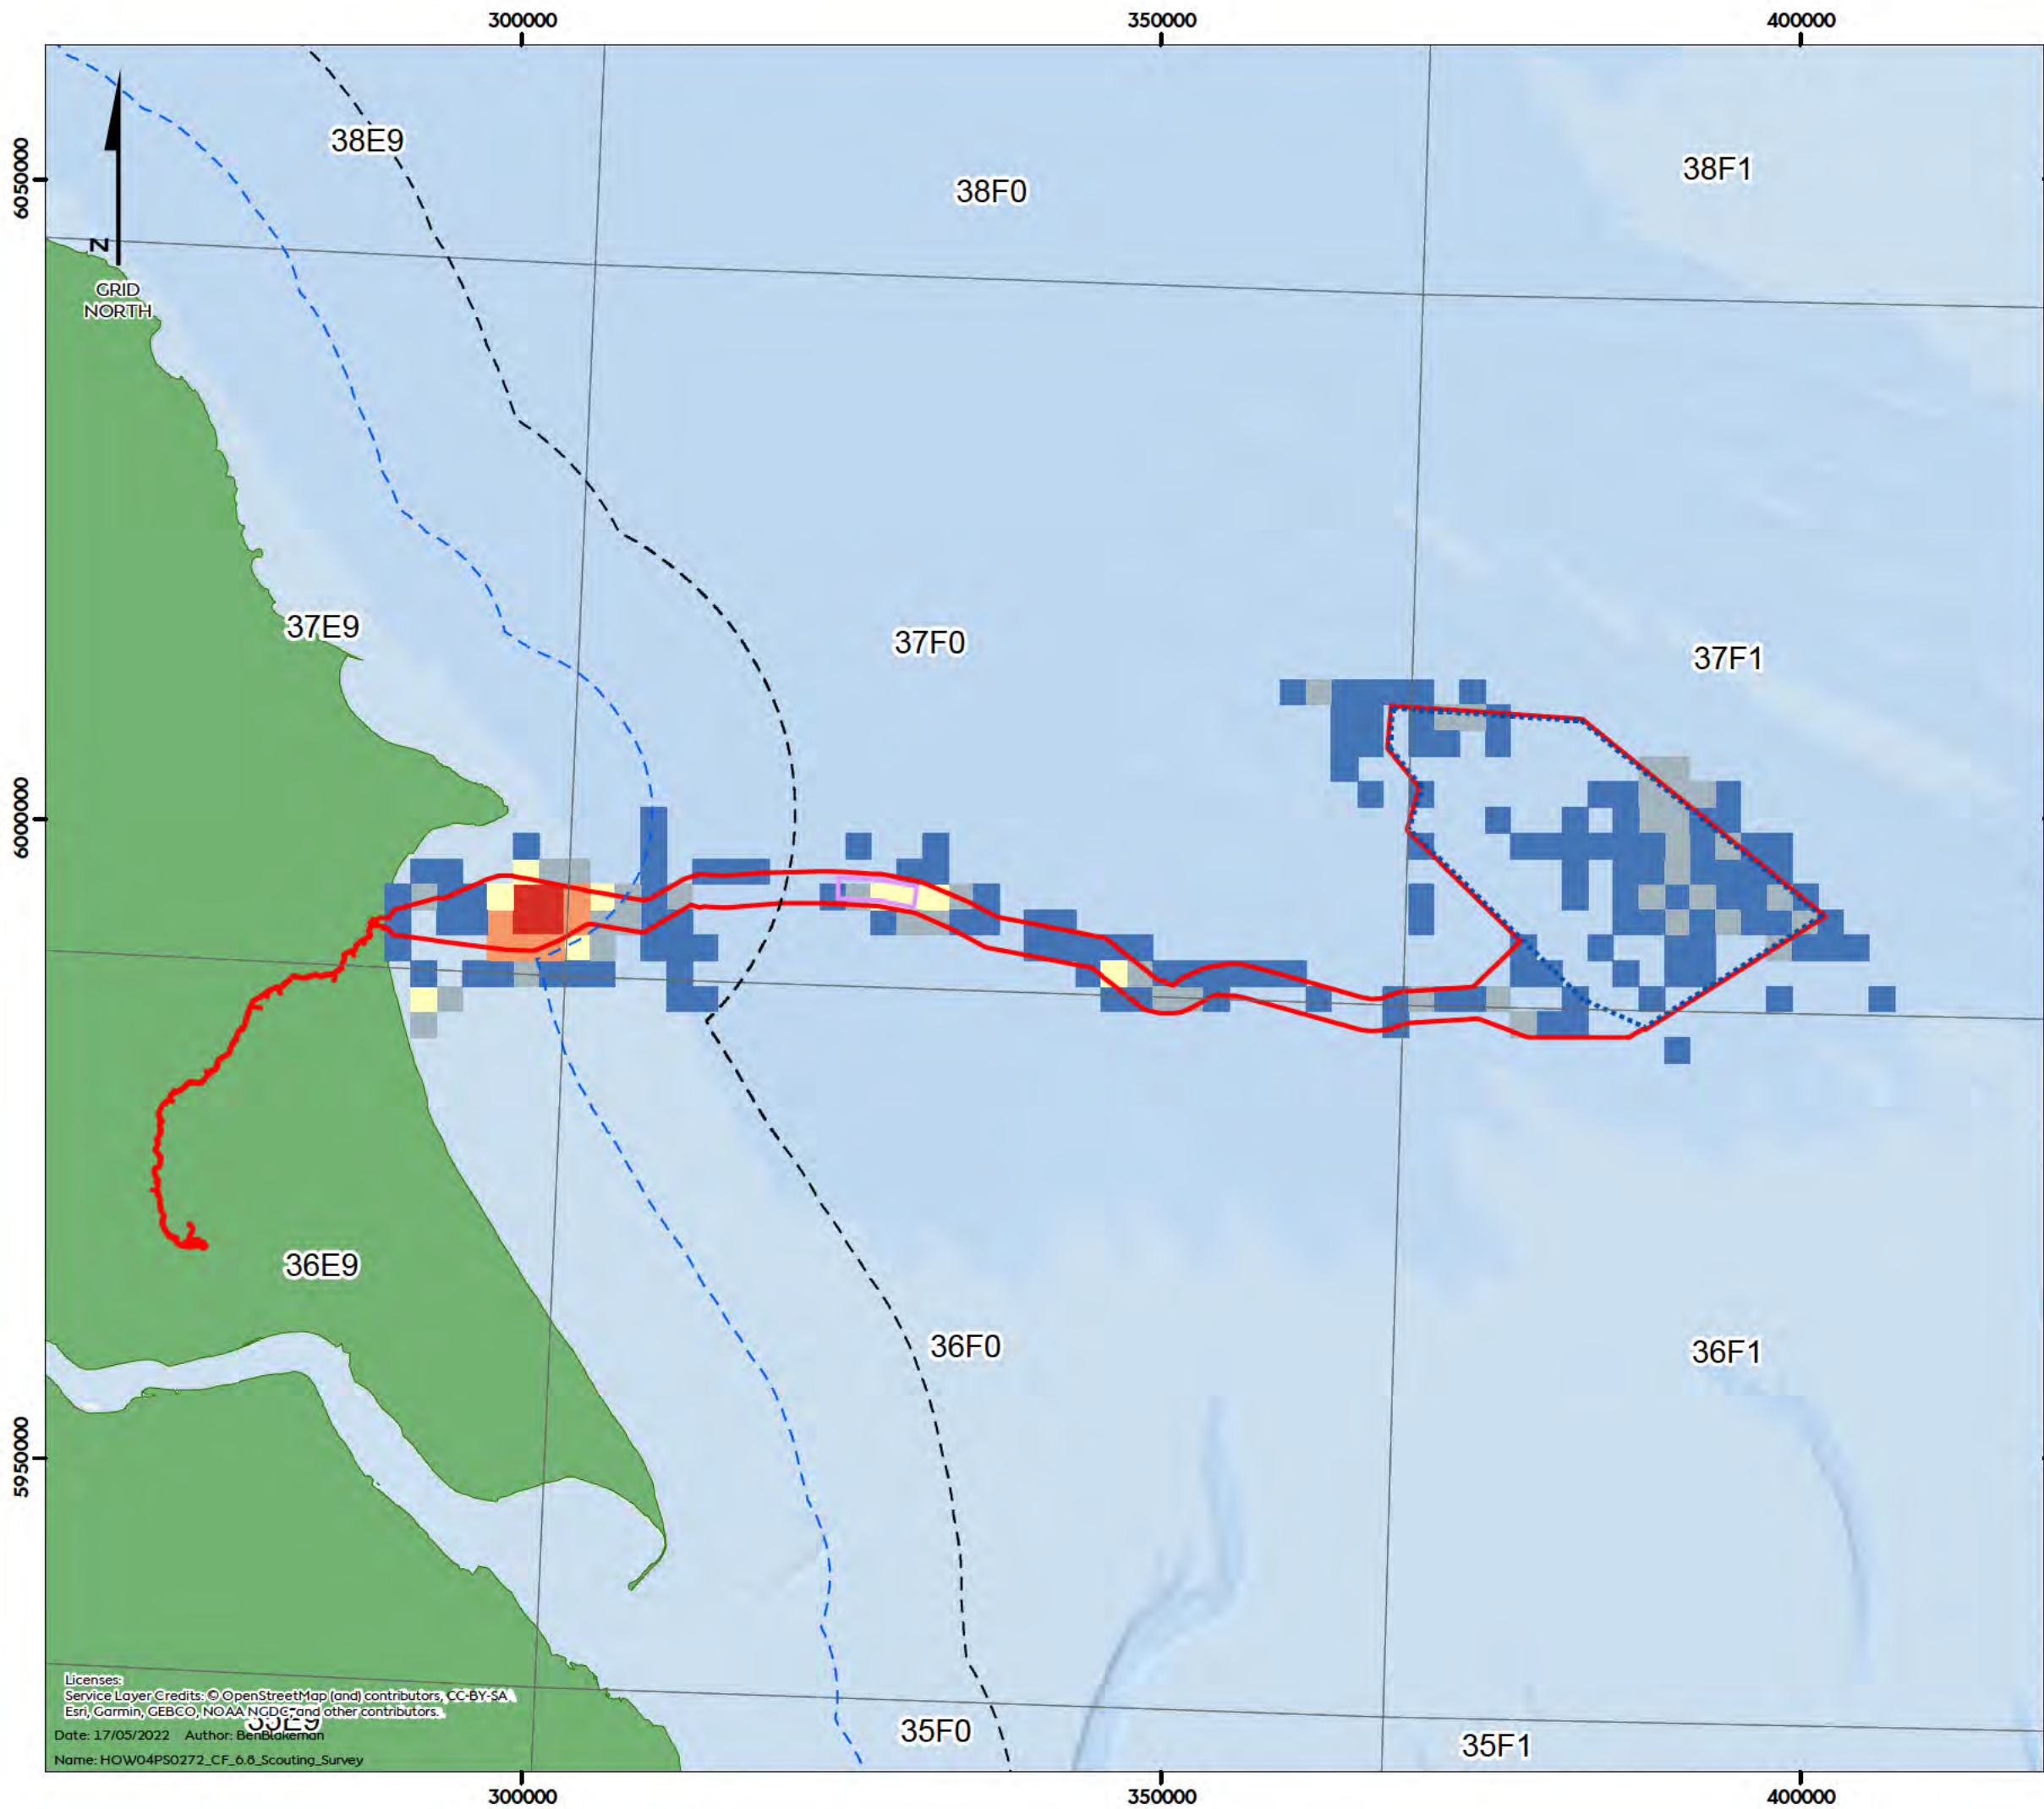 300000
350000
400000
6050000
6000000
5950000
38E9
38F0
38F1
N
GRID
NORTH
37E9
37F0
37F1
36E9
36F0
36F1
35E9
35F0
35F1
Licenses:
Service Layer Credits: © OpenStreetMap (and) contributors, CC-BY-SA
Esri, Garmin, GEBCO, NOAA NGDC, and other contributors.
Date: 17/05/2022 Author: BenBlakeman
Name: HOW04PS0272_CF_6.8_Scouting_Survey
300000
350000
400000